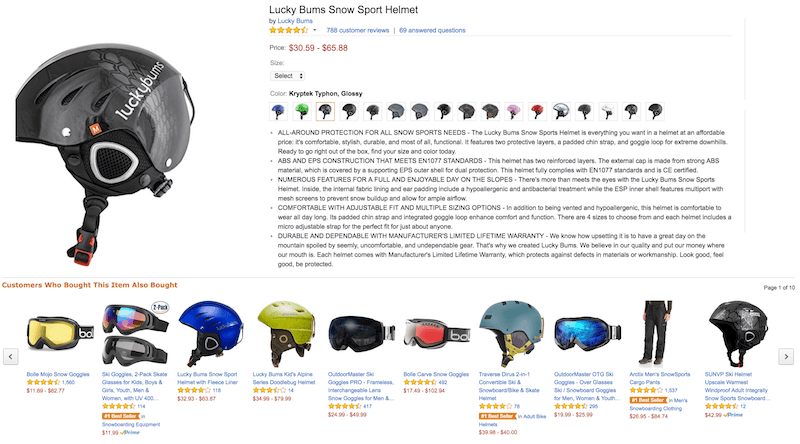 Lucky Bums Snow Sport Helmet
by Lucky Bums
788 customer reviews | 69 answered questions
Price: $30.59 - $65.88
Size:
Select
Color: Kryptek Typhon, Glossy
luckybums
M
ALL-AROUND PROTECTION FOR ALL SNOW SPORTS NEEDS - The Lucky Bums Snow Sports Helmet is everything you want in a helmet at an affordable
price: it's comfortable, stylish, durable, and most of all, functional. It features two protective layers, a padded chin strap, and goggle loop for extreme downhills.
Ready to go right out of the box, find your size and color today.
ABS AND EPS CONSTRUCTION THAT MEETS EN1077 STANDARDS - This helmet has two reinforced layers. The external cap is made from strong ABS
material, which is covered by a supporting EPS outer shell for dual protection. This helmet fully complies with EN1077 standards and is CE certified.
NUMEROUS FEATURES FOR A FULL AND ENJOYABLE DAY ON THE SLOPES - There's more than meets the eye with the Lucky Bums Snow Sports
Helmet. Inside, the internal fabric lining and ear padding include a hypoallergenic and antibacterial treatment while the ESP inner shell features multiport with
mesh screens to prevent snow buildup and allow for ample airflow.
COMFORTABLE WITH ADJUSTABLE FIT AND MULTIPLE SIZING OPTIONS - In addition to being vented and hypoallergenic, this helmet is comfortable to
wear all day long. Its padded chin strap and integrated goggle loop enhance comfort and function. There are 4 sizes to choose from and each helmet includes a
micro adjustable strap for the perfect fit for just about anyone.
DURABLE AND DEPENDABLE WITH MANUFACTURER'S LIMITED LIFETIME WARRANTY - We know how upsetting it is to have a great day on the
mountain spoiled by seemly, uncomfortable, and undependable gear. That's why we created Lucky Bums. We believe in our quality and put our money where
our mouth is. Each helmet comes with Manufacturer's Limited Lifetime Warranty, which protects against defects in materials or workmanship. Look good, feel
good, be protected.
Customers Who Bought This Item Also Bought
Page 1 of 10
2-Pack
Bolle Mojo Snow Goggles
1,560
$11.69 - $62.77
Ski Goggles, 2-Pack Skate
Glasses for Kids, Boys &
Girls, Youth, Men &
Women, with UV 400...
114
#1 Best Seller in
Snowboarding Equipment
$11.99 Prime
Lucky Bums Snow Sport
Helmet with Fleece Liner
118
$32.93 - $63.87
Lucky Bums Kid's Alpine
Series Doodlebug Helmet
14
$34.99 - $79.99
OutdoorMaster Ski
Goggles PRO - Frameless,
Interchangeable Lens
Snow Goggles for Men &...
417
$24.99 - $49.99
Bolle Carve Snow Goggles
492
$17.49 - $102.94
Traverse Dirus 2-in-1
Convertible Ski &
Snowboard/Bike & Skate
Helmet
78
#1 Best Seller in Adult Bike
Helmets
$39.98 - $40.00
OutdoorMaster OTG Ski
Goggles - Over Glasses
Ski / Snowboard Goggles
for Men, Women & Youth...
295
$19.99 - $25.99
Arctix Men's SnowSports
Cargo Pants
1,537
#1 Best Seller in Men's
Snowboarding Clothing
$26.95 - $84.74
SUNVP Ski Helmet
Upscale Warmest
Windproof Adult Integrally
Snow Sports Snowboard...
12
$42.99 Prime